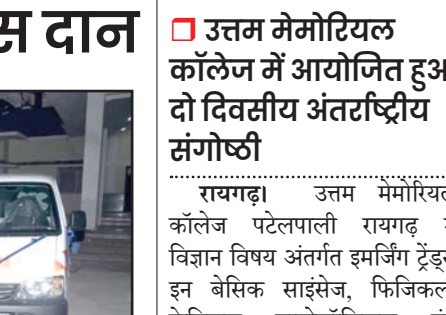 स दान
उत्तम मेमोरियल
कॉलेज में आयोजित हुआ
दो दिवसीय अंतर्राष्ट्रीय
संगोष्ठी
रायगढ़। उत्तम मेमोरियल
कॉलेज पटेलपाली रायगढ़
विज्ञान विषय अंतर्गत इमर्जिंग ट्रेंड्स
इन बेसिक साइंसेज, फिजिकल